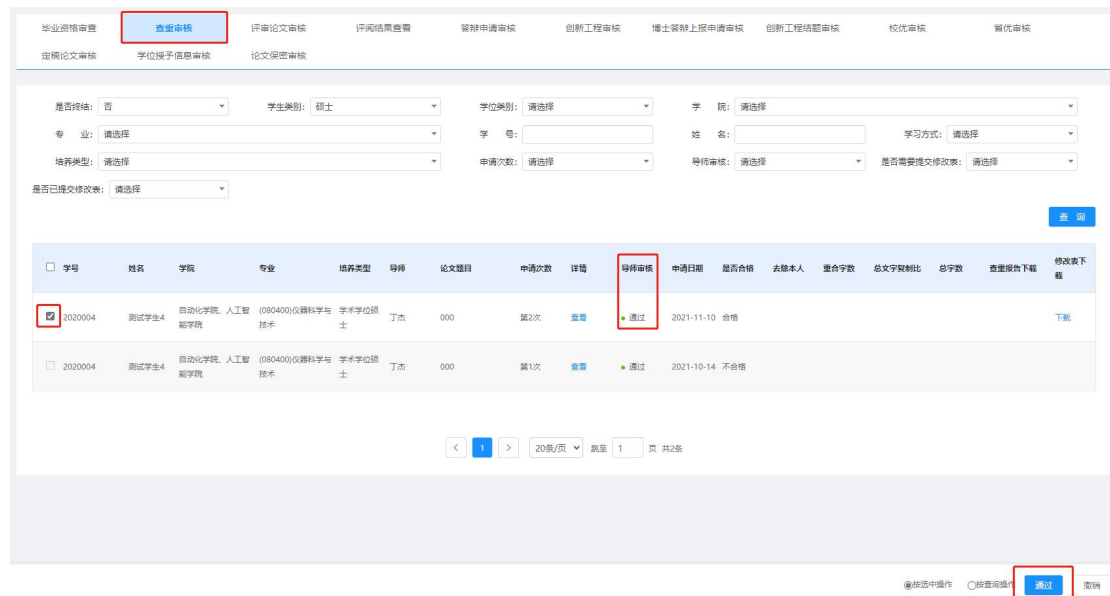 毕业资格审查 查重审核 评审论文审核 评阅结果查看 答辩申请审核 创新工程审核 博士答辩上报申请审核 创新工程结题审核 校优审核 省优审核
定稿论文审核 学位授予信息审核 论文保密审核
是否终结: 否 学生类别: 硕士 学位类别: 请选择 学 院: 请选择
专 业: 请选择 学 号: 姓 名: 学习方式: 请选择
培养类型: 请选择 申请次数: 请选择 导师审核: 请选择 是否需要提交修改表: 请选择
是否已提交修改表: 请选择
查 询
学号 姓名 学院 专业 培养类型 导师 论文题目 申请次数 详情 导师审核 申请日期 是否合格 去除本人 重合字数 总文字复制比 总字数 查重报告下载 修改表下
载
2020004 测试学生4 自动化学院、人工智 (080400)仪器科学与 学术学位硕 丁杰 000 第2次 查看 通过 2021-11-10 合格 下载
能学院 技术 士
2020004 测试学生4 自动化学院、人工智 (080400)仪器科学与 学术学位硕 丁杰 000 第1次 查看 通过 2021-10-14 不合格
能学院 技术 士
< 1 > 20条/页 跳至 1 页 共2条
按选中操作 按查询操作 通过 撤销